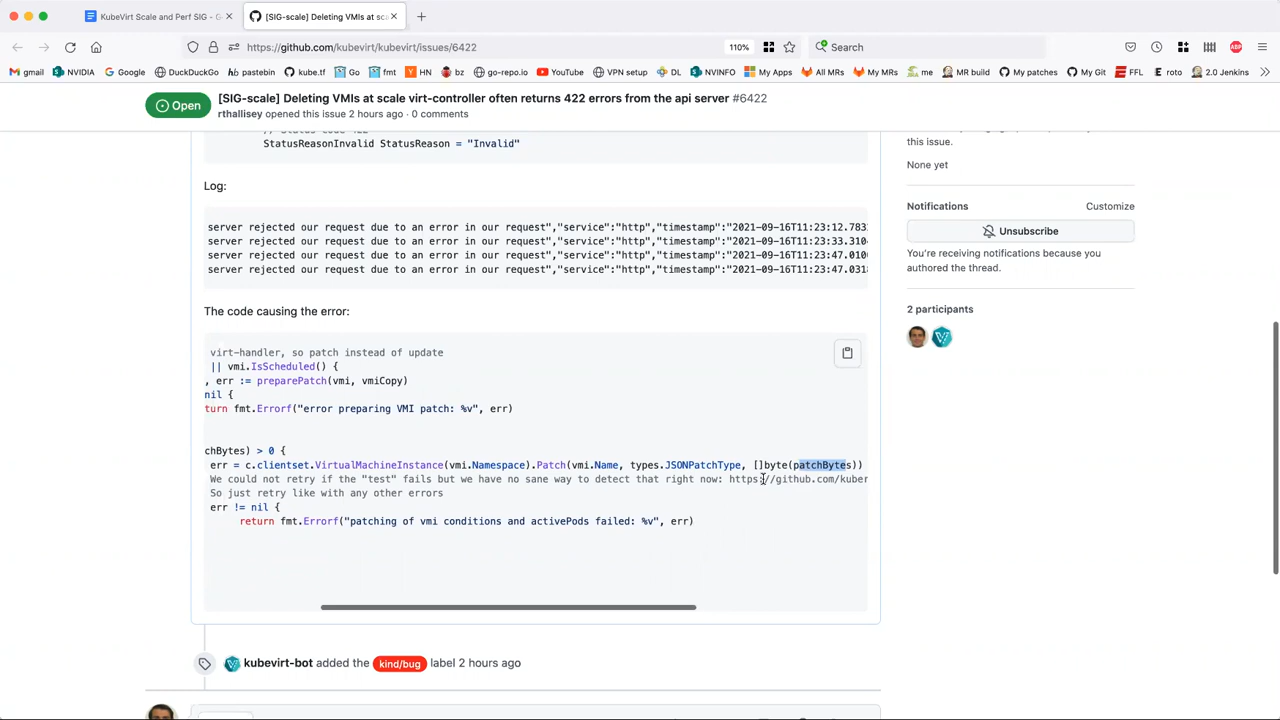 KubeVirt Scale and Perf SIG - G
[SIG-scale] Deleting VMIs at sca
https://github.com/kubevirt/kubevirt/issues/6422
110%
Search
gmail
NVIDIA
Google
DuckDuckGo
pastebin
kube.tf
Go
fmt
HN
bz
go-repo.io
YouTube
VPN setup
DL
NVINFO
My Apps
All MRs
My MRs
me
MR build
My patches
My Git
FFL
roto
2.0 Jenkins
Open
[SIG-scale] Deleting VMIs at scale virt-controller often returns 422 errors from the api server #6422
rthallisey opened this issue 2 hours ago · 0 comments
StatusReasonInvalid StatusReason = "Invalid"
Log:
server rejected our request due to an error in our request","service":"http","timestamp":"2021-09-16T11:23:12.783
server rejected our request due to an error in our request","service":"http","timestamp":"2021-09-16T11:23:33.310
server rejected our request due to an error in our request","service":"http","timestamp":"2021-09-16T11:23:47.010
server rejected our request due to an error in our request","service":"http","timestamp":"2021-09-16T11:23:47.031
The code causing the error:
virt-handler, so patch instead of update
|| vmi.IsScheduled() {
, err := preparePatch(vmi, vmiCopy)
nil {
turn fmt.Errorf("error preparing VMI patch: %v", err)
chBytes) > 0 {
err = c.clientset.VirtualMachineInstance(vmi.Namespace).Patch(vmi.Name, types.JSONPatchType, []byte(patchBytes))
We could not retry if the "test" fails but we have no sane way to detect that right now: https://github.com/kuber
So just retry like with any other errors
err != nil {
return fmt.Errorf("patching of vmi conditions and activePods failed: %v", err)
kubevirt-bot added the kind/bug label 2 hours ago
this issue.
None yet
Notifications
Customize
Unsubscribe
You're receiving notifications because you
authored the thread.
2 participants